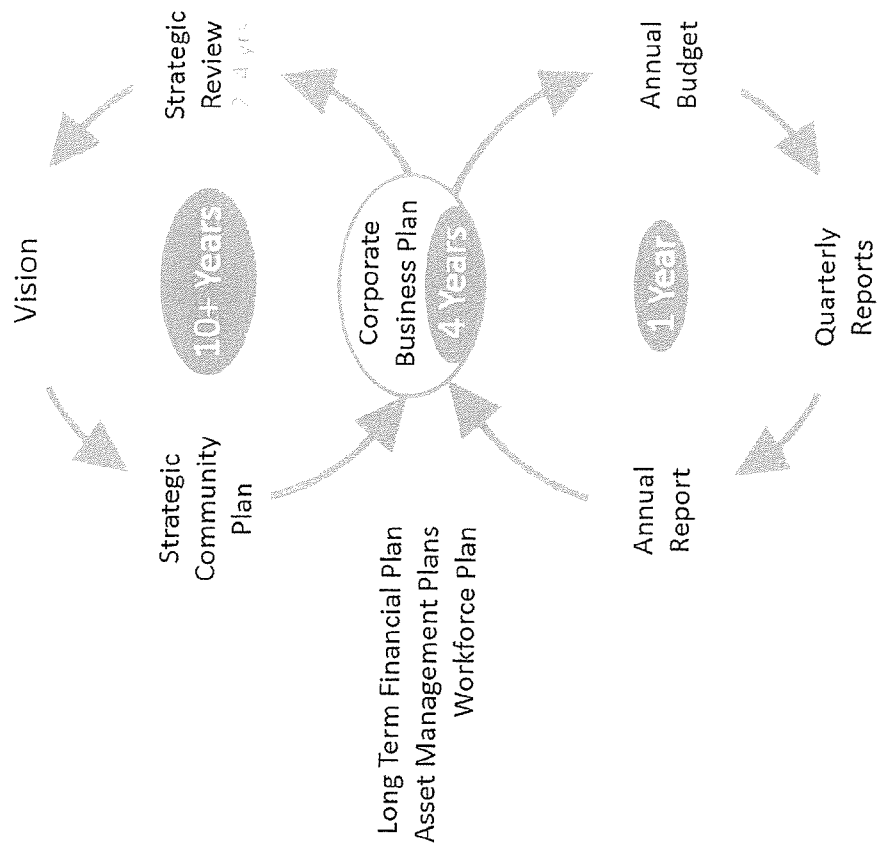 Vision
Strategic
Community
Plan
10+ Years
Strategic
Review
Long Term Financial Plan
Asset Management Plans
Workforce Plan
Corporate
Business Plan
4 Years
Annual
Report
1 Year
Annual
Budget
Quarterly
Reports